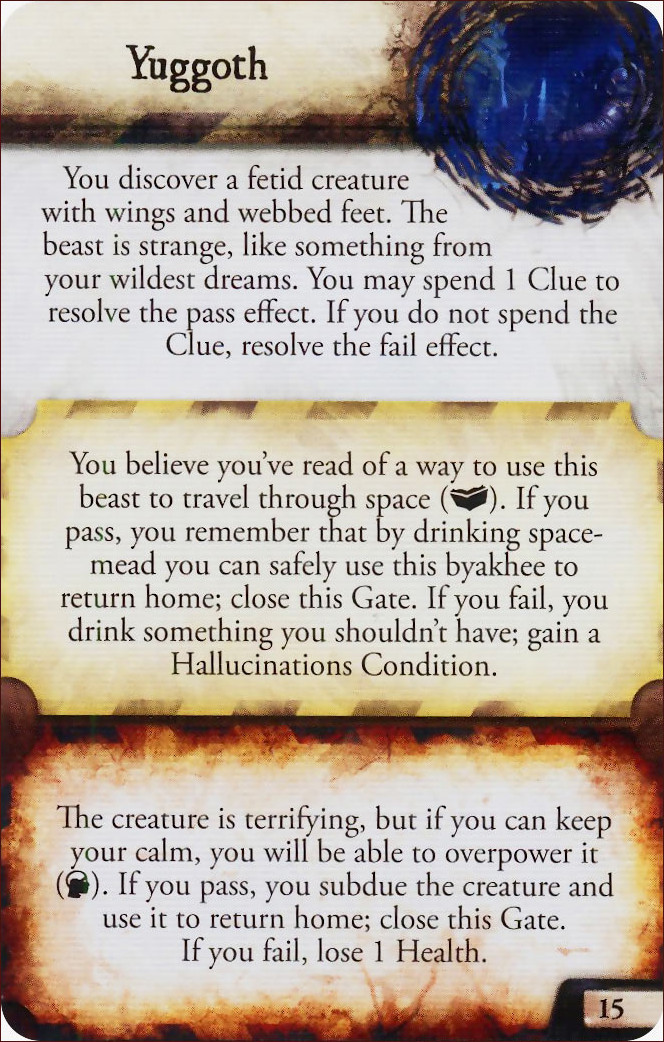 Yuggoth
You discover a fetid creature
with wings and webbed feet. The
beast is strange, like something from
your wildest dreams. You may spend 1 Clue to
resolve the pass effect. If you do not spend the
Clue, resolve the fail effect.
You believe you've read of a way to use this
beast to travel through space ( ). If you
pass, you remember that by drinking space-
mead you can safely use this byakhee to
return home; close this Gate. If you fail, you
drink something you shouldn't have; gain a
Hallucinations Condition.
The creature is terrifying, but if you can keep
your calm, you will be able to overpower it
( ). If you pass, you subdue the creature and
use it to return home; close this Gate.
If you fail, lose 1 Health.
15